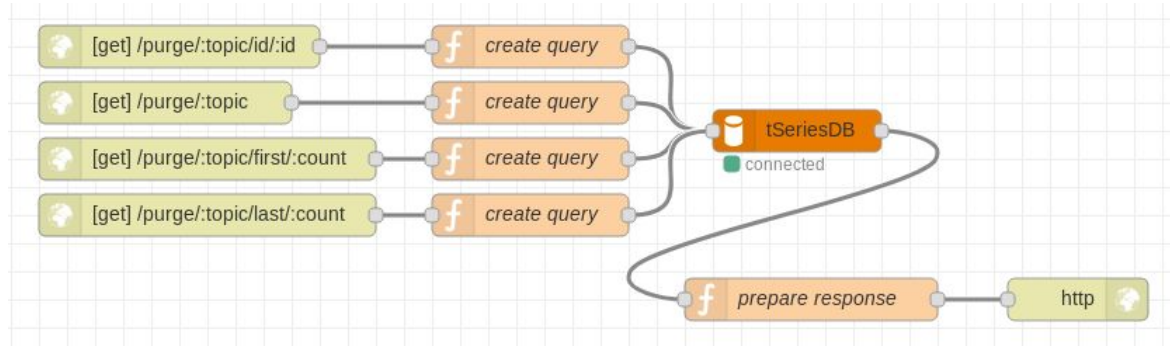 [get] /purge/:topic/id/:id
create query
[get] /purge/:topic
create query
tSeriesDB
connected
[get] /purge/:topic/first/:count
create query
[get] /purge/:topic/last/:count
create query
prepare response
http